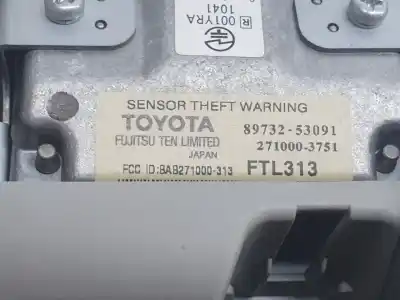 R 001YRA
1041
SENSOR THEFT WARNING
TOYOTA 89732-53091
FUJITSU TEN LIMITED 271000-3751
JAPAN
FCC ID:BAB271000-313 FTL313